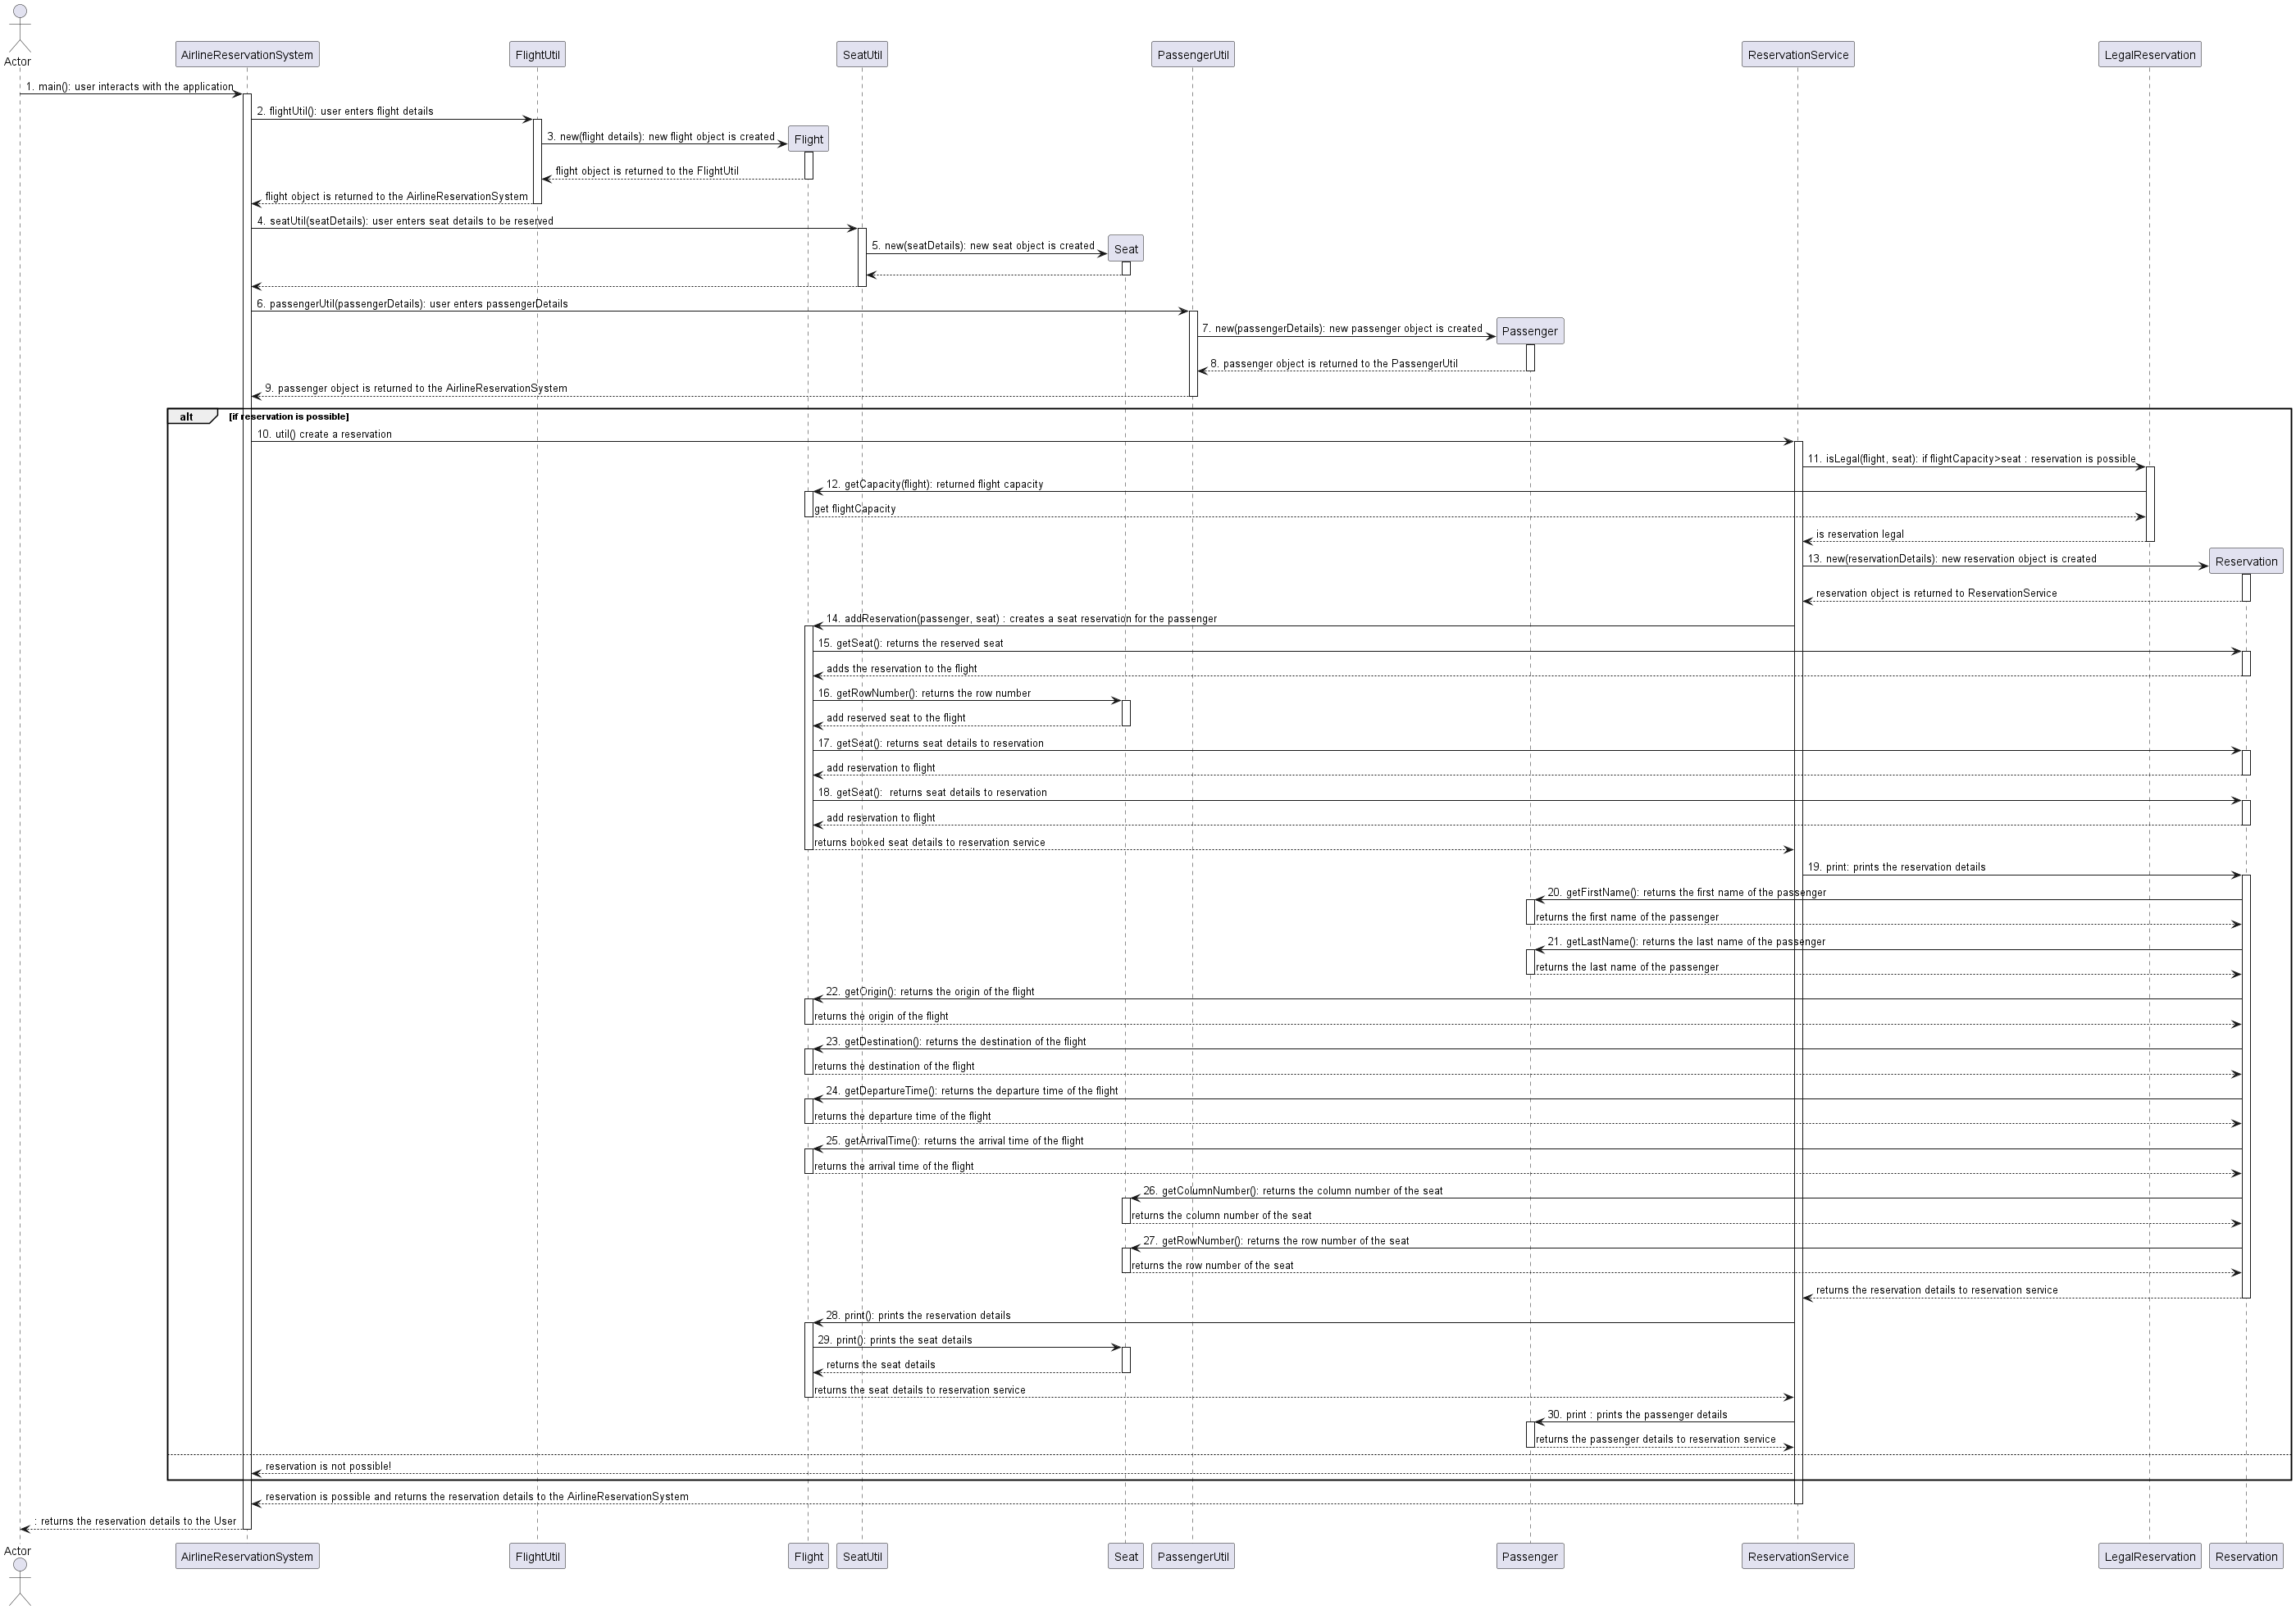 Actor
AirlineReservationSystem
FlightUtil
SeatUtil
PassengerUtil
ReservationService
LegalReservation
1. main(): user interacts with the application
2. flightUtil(): user enters flight details
3. new(flight details): new flight object is created
Flight
flight object is returned to the FlightUtil
flight object is returned to the AirlineReservationSystem
4. seatUtil(seatDetails): user enters seat details to be reserved
5. new(seatDetails): new seat object is created
Seat
6. passengerUtil(passengerDetails): user enters passengerDetails
7. new(passengerDetails): new passenger object is created
Passenger
8. passenger object is returned to the PassengerUtil
9. passenger object is returned to the AirlineReservationSystem
alt
[if reservation is possible]
10. util() create a reservation
11. isLegal(flight, seat): if flightCapacity>seat : reservation is possible
12. getCapacity(flight): returned flight capacity
get flightCapacity
is reservation legal
13. new(reservationDetails): new reservation object is created
Reservation
reservation object is returned to ReservationService
14. addReservation(passenger, seat) : creates a seat reservation for the passenger
15. getSeat(): returns the reserved seat
adds the reservation to the flight
16. getRowNumber(): returns the row number
add reserved seat to the flight
17. getSeat(): returns seat details to reservation
add reservation to flight
18. getSeat():  returns seat details to reservation
add reservation to flight
returns booked seat details to reservation service
19. print: prints the reservation details
20. getFirstName(): returns the first name of the passenger
returns the first name of the passenger
21. getLastName(): returns the last name of the passenger
returns the last name of the passenger
22. getOrigin(): returns the origin of the flight
returns the origin of the flight
23. getDestination(): returns the destination of the flight
returns the destination of the flight
24. getDepartureTime(): returns the departure time of the flight
returns the departure time of the flight
25. getArrivalTime(): returns the arrival time of the flight
returns the arrival time of the flight
26. getColumnNumber(): returns the column number of the seat
returns the column number of the seat
27. getRowNumber(): returns the row number of the seat
returns the row number of the seat
returns the reservation details to reservation service
28. print(): prints the reservation details
29. print(): prints the seat details
returns the seat details
returns the seat details to reservation service
30. print : prints the passenger details
returns the passenger details to reservation service
reservation is not possible!
reservation is possible and returns the reservation details to the AirlineReservationSystem
: returns the reservation details to the User
Actor
AirlineReservationSystem
FlightUtil
Flight
SeatUtil
Seat
PassengerUtil
Passenger
ReservationService
LegalReservation
Reservation